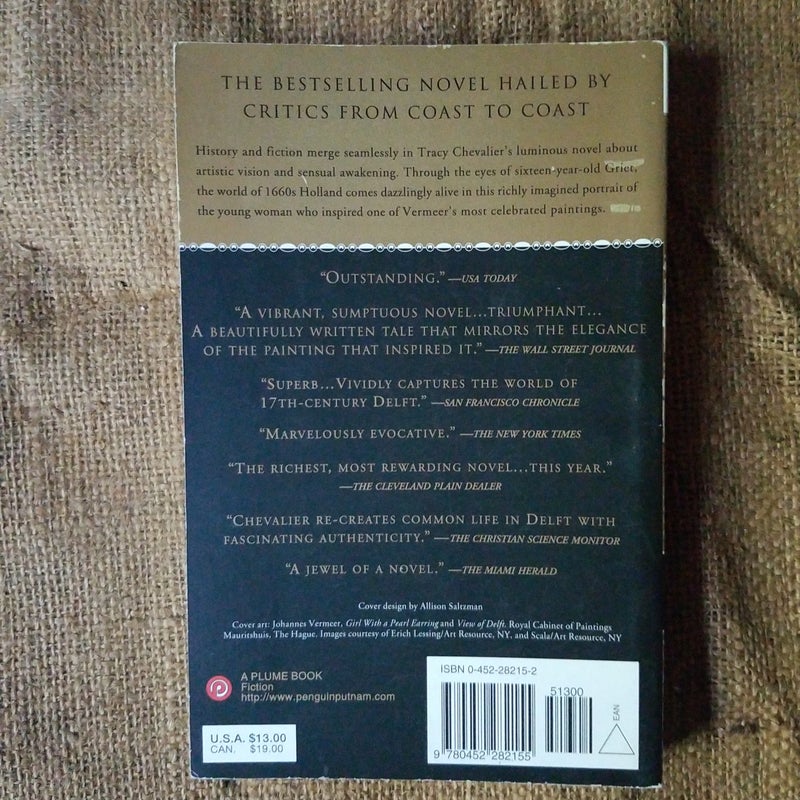 THE BESTSELLING NOVEL HAILED BY
CRITICS FROM COAST TO COAST
History and fiction merge seamlessly in Tracy Chevalier's luminous novel about
artistic vision and sensual awakening. Through the eyes of sixteen-year-old Griet,
the world of 1660s Holland comes dazzlingly alive in this richly imagined portrait of
the young woman who inspired one of Vermeer's most celebrated paintings.
"OUTSTANDING." —USA TODAY
"A VIBRANT, SUMPTUOUS NOVEL...TRIUMPHANT...
A BEAUTIFULLY WRITTEN TALE THAT MIRRORS THE ELEGANCE
OF THE PAINTING THAT INSPIRED IT." —THE WALL STREET JOURNAL
"SUPERB...VIVIDLY CAPTURES THE WORLD OF
17TH-CENTURY DELFT." —SAN FRANCISCO CHRONICLE
"MARVELOUSLY EVOCATIVE." —THE NEW YORK TIMES
"THE RICHEST, MOST REWARDING NOVEL...THIS YEAR."
—THE CLEVELAND PLAIN DEALER
"CHEVALIER RE-CREATES COMMON LIFE IN DELFT WITH
FASCINATING AUTHENTICITY." —THE CHRISTIAN SCIENCE MONITOR
"A JEWEL OF A NOVEL." —THE MIAMI HERALD
Cover design by Allison Saltzman
Cover art: Johannes Vermeer, Girl With a Pearl Earring and View of Delft. Royal Cabinet of Paintings
Mauritshuis, The Hague. Images courtesy of Erich Lessing/Art Resource, NY, and Scala/Art Resource, NY
A PLUME BOOK
Fiction
http://www.penguinputnam.com
U.S.A. $13.00
CAN. $19.00
ISBN 0-452-28215-2
51300
EAN
9 780452 282155